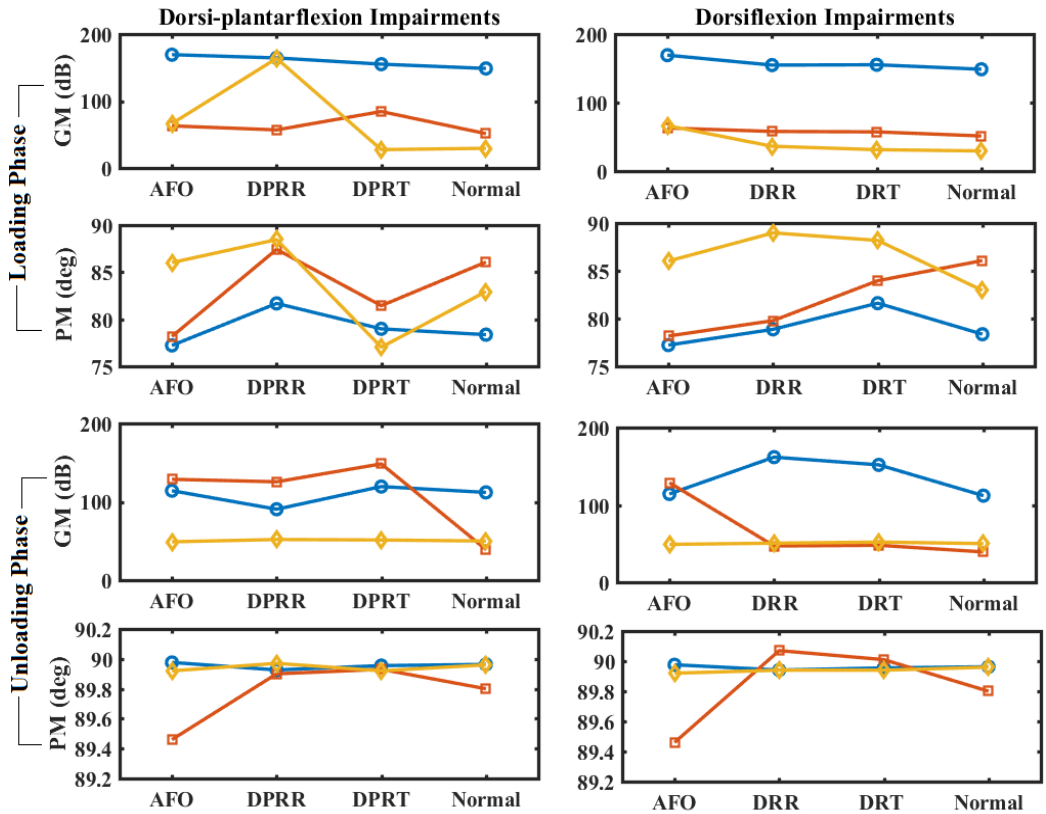 Dorsi-plantarflexion Impairments
Dorsiflexion Impairments
Loading Phase
GM (dB)
200
100
0
AFO DPRR DPRT Normal
200
100
0
AFO DRR DRT Normal
PM (deg)
90
85
80
75
AFO DPRR DPRT Normal
90
85
80
75
AFO DRR DRT Normal
Unloading Phase
GM (dB)
200
100
0
AFO DPRR DPRT Normal
200
100
0
AFO DRR DRT Normal
PM (deg)
90.2
90
89.8
89.6
89.4
89.2
AFO DPRR DPRT Normal
90.2
90
89.8
89.6
89.4
89.2
AFO DRR DRT Normal